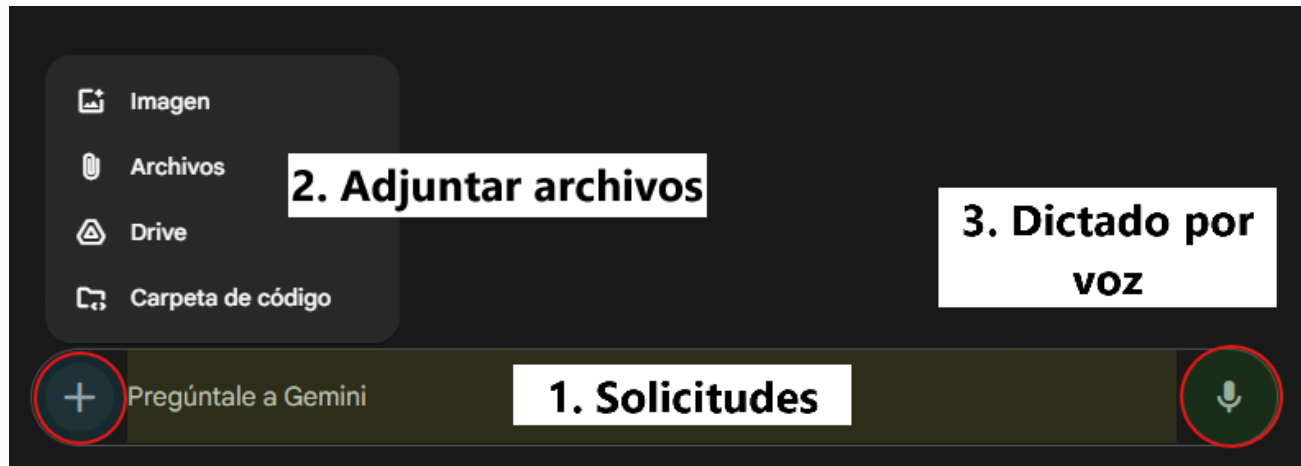 Imagen
Archivos
2. Adjuntar archivos
Drive
3. Dictado por
voz
Carpeta de código
Pregúntale a Gemini
1. Solicitudes